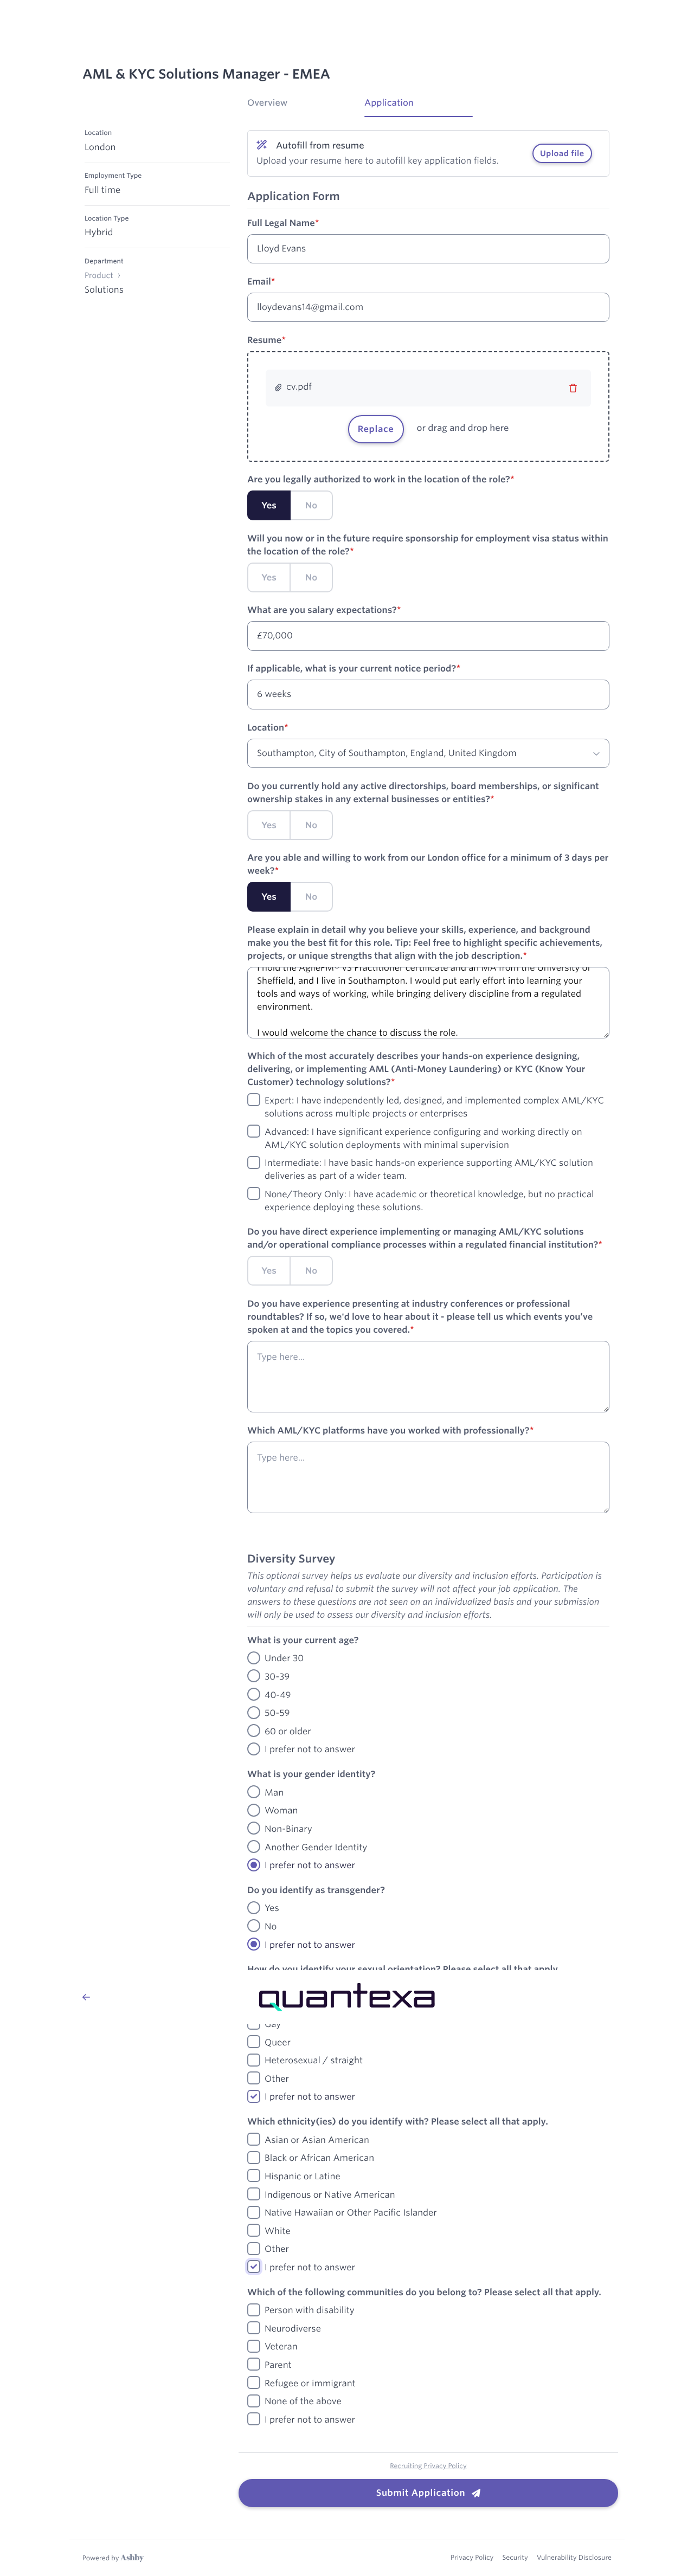 AML & KYC Solutions Manager - EMEA
Overview
Application
Location
London
Employment Type
Full time
Location Type
Hybrid
Department
Product ›
Solutions
Autofill from resume
Upload your resume here to autofill key application fields.
Upload file
Application Form
Full Legal Name*
Lloyd Evans
Email*
lloydevans14@gmail.com
Resume*
cv.pdf
Replace
or drag and drop here
Are you legally authorized to work in the location of the role?*
Yes
No
Will you now or in the future require sponsorship for employment visa status within
the location of the role?*
Yes
No
What are you salary expectations?*
£70,000
If applicable, what is your current notice period?*
6 weeks
Location*
Southampton, City of Southampton, England, United Kingdom
Do you currently hold any active directorships, board memberships, or significant
ownership stakes in any external businesses or entities?*
Yes
No
Are you able and willing to work from our London office for a minimum of 3 days per
week?*
Yes
No
Please explain in detail why you believe your skills, experience, and background
make you the best fit for this role. Tip: Feel free to highlight specific achievements,
projects, or unique strengths that align with the job description.*
I hold the AgilePM® v3 Practitioner certificate and an MA from the University of
Sheffield, and I live in Southampton. I would put early effort into learning your
tools and ways of working, while bringing delivery discipline from a regulated
environment.
I would welcome the chance to discuss the role.
Which of the most accurately describes your hands-on experience designing,
delivering, or implementing AML (Anti-Money Laundering) or KYC (Know Your
Customer) technology solutions?*
Expert: I have independently led, designed, and implemented complex AML/KYC
solutions across multiple projects or enterprises
Advanced: I have significant experience configuring and working directly on
AML/KYC solution deployments with minimal supervision
Intermediate: I have basic hands-on experience supporting AML/KYC solution
deliveries as part of a wider team.
None/Theory Only: I have academic or theoretical knowledge, but no practical
experience deploying these solutions.
Do you have direct experience implementing or managing AML/KYC solutions
and/or operational compliance processes within a regulated financial institution?*
Yes
No
Do you have experience presenting at industry conferences or professional
roundtables? If so, we'd love to hear about it - please tell us which events you've
spoken at and the topics you covered.*
Type here...
Which AML/KYC platforms have you worked with professionally?*
Type here...
Diversity Survey
This optional survey helps us evaluate our diversity and inclusion efforts. Participation is
voluntary and refusal to submit the survey will not affect your job application. The
answers to these questions are not seen on an individualized basis and your submission
will only be used to assess our diversity and inclusion efforts.
What is your current age?
Under 30
30-39
40-49
50-59
60 or older
I prefer not to answer
What is your gender identity?
Man
Woman
Non-Binary
Another Gender Identity
I prefer not to answer
Do you identify as transgender?
Yes
No
I prefer not to answer
How do you identify your sexual orientation? Please select all that apply.
quantexa
Gay
Queer
Heterosexual / straight
Other
I prefer not to answer
Which ethnicity(ies) do you identify with? Please select all that apply.
Asian or Asian American
Black or African American
Hispanic or Latine
Indigenous or Native American
Native Hawaiian or Other Pacific Islander
White
Other
I prefer not to answer
Which of the following communities do you belong to? Please select all that apply.
Person with disability
Neurodiverse
Veteran
Parent
Refugee or immigrant
None of the above
I prefer not to answer
Recruiting Privacy Policy
Submit Application
Powered by Ashby
Privacy Policy
Security
Vulnerability Disclosure